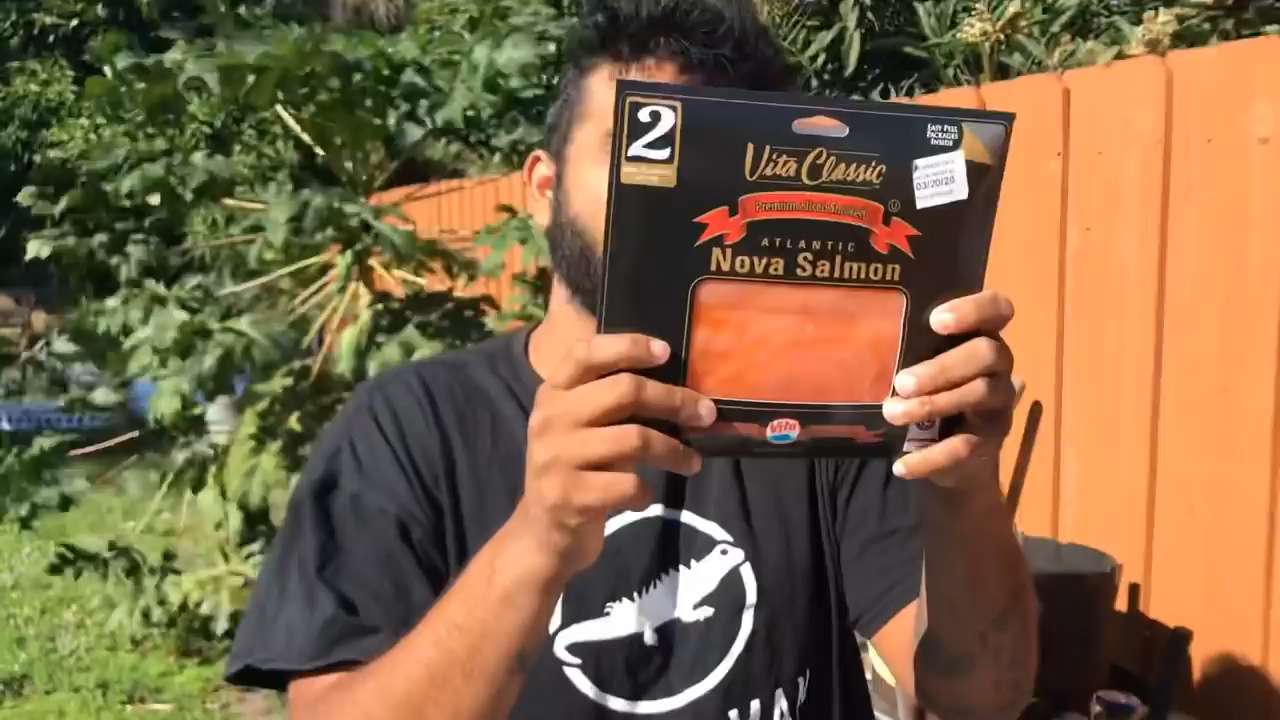 2
EASY PEEL
PACKAGES
INSIDE
Vita Classic
03/20/20
Premium Sliced Smoked
ATLANTIC
Nova Salmon
Vita